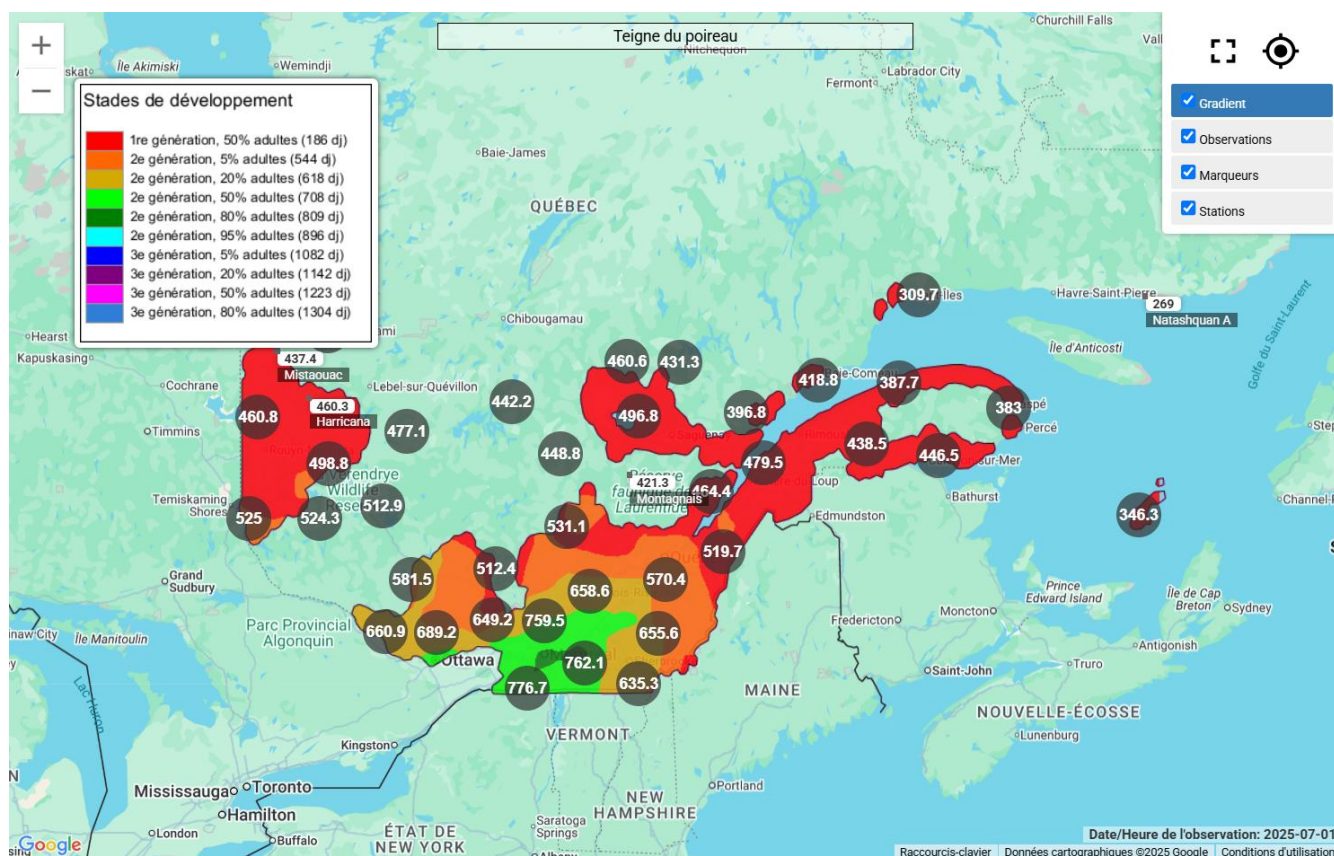 Teigne du poireau
Stades de développement
1re génération, 50% adultes (186 dj)
2e génération, 5% adultes (544 dj)
2e génération, 20% adultes (618 dj)
2e génération, 50% adultes (708 dj)
2e génération, 80% adultes (809 dj)
2e génération, 95% adultes (896 dj)
3e génération, 5% adultes (1082 dj)
3e génération, 20% adultes (1142 dj)
3e génération, 50% adultes (1223 dj)
3e génération, 80% adultes (1304 dj)
Gradient
Observations
Marqueurs
Stations
Churchill Falls
Nitchequon
Île Akimiski
Wemindji
Labrador City
Fermont
Baie-James
QUÉBEC
309.7
Havre-Saint-Pierre
269
Natashquan A
Golfe du Saint-Laurent
Île d'Anticosti
Chibougamau
Hearst
Kapuskasing
437.4
Mistaouac
Cochrane
Lebel-sur-Quévillon
460.6
431.3
418.8
387.7
383
Percé
442.2
460.3
Harricana
460.8
477.1
496.8
396.8
Timmins
438.5
446.5
448.8
479.5
498.8
421.3
Montagnais
464.4
Bathurst
Temiskaming
Shores
525
524.3
512.9
Edmundston
346.3
531.1
519.7
Grand
Sudbury
581.5
512.4
570.4
658.6
Prince
Edward Island
Île de Cap
Breton
Sydney
Moncton
Fredericton
Parc Provincial
Algonquin
Île Manitoulin
660.9
689.2
649.2
759.5
655.6
Antigonish
Ottawa
762.1
Saint-John
Truro
776.7
635.3
MAINE
Lac Huron
NOUVELLE-ÉCOSSE
Lunenburg
VERMONT
Kingston
Mississauga
Toronto
Portland
NEW
HAMPSHIRE
Hamilton
London
Buffalo
ÉTAT DE
NEW YORK
Saratoga
Springs
Albany
Date/Heure de l'observation: 2025-07-01
Google
Raccourcis-clavier
Données cartographiques ©2025 Google
Conditions d'utilisation